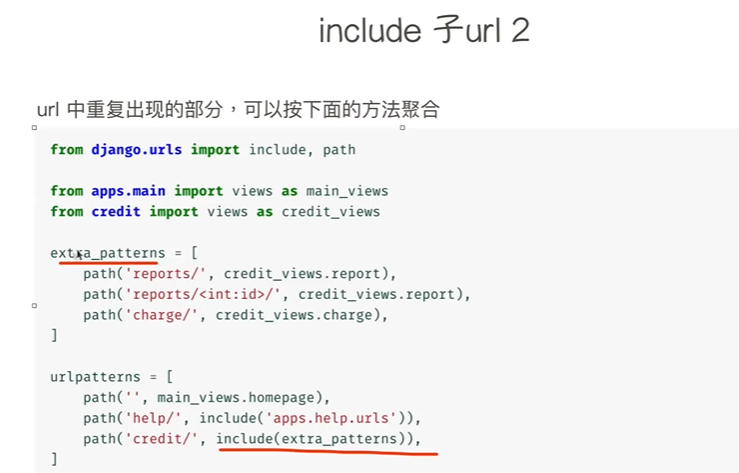 include 子url 2
url 中重复出现的部分，可以按下面的方法聚合
from django.urls import include, path
from apps.main import views as main_views
from credit import views as credit_views
extra_patterns = [
    path('reports/', credit_views.report),
    path('reports/<int:id>/', credit_views.report),
    path('charge/', credit_views.charge),
]
urlpatterns = [
    path('', main_views.homepage),
    path('help/', include('apps.help.urls')),
    path('credit/', include(extra_patterns)),
]